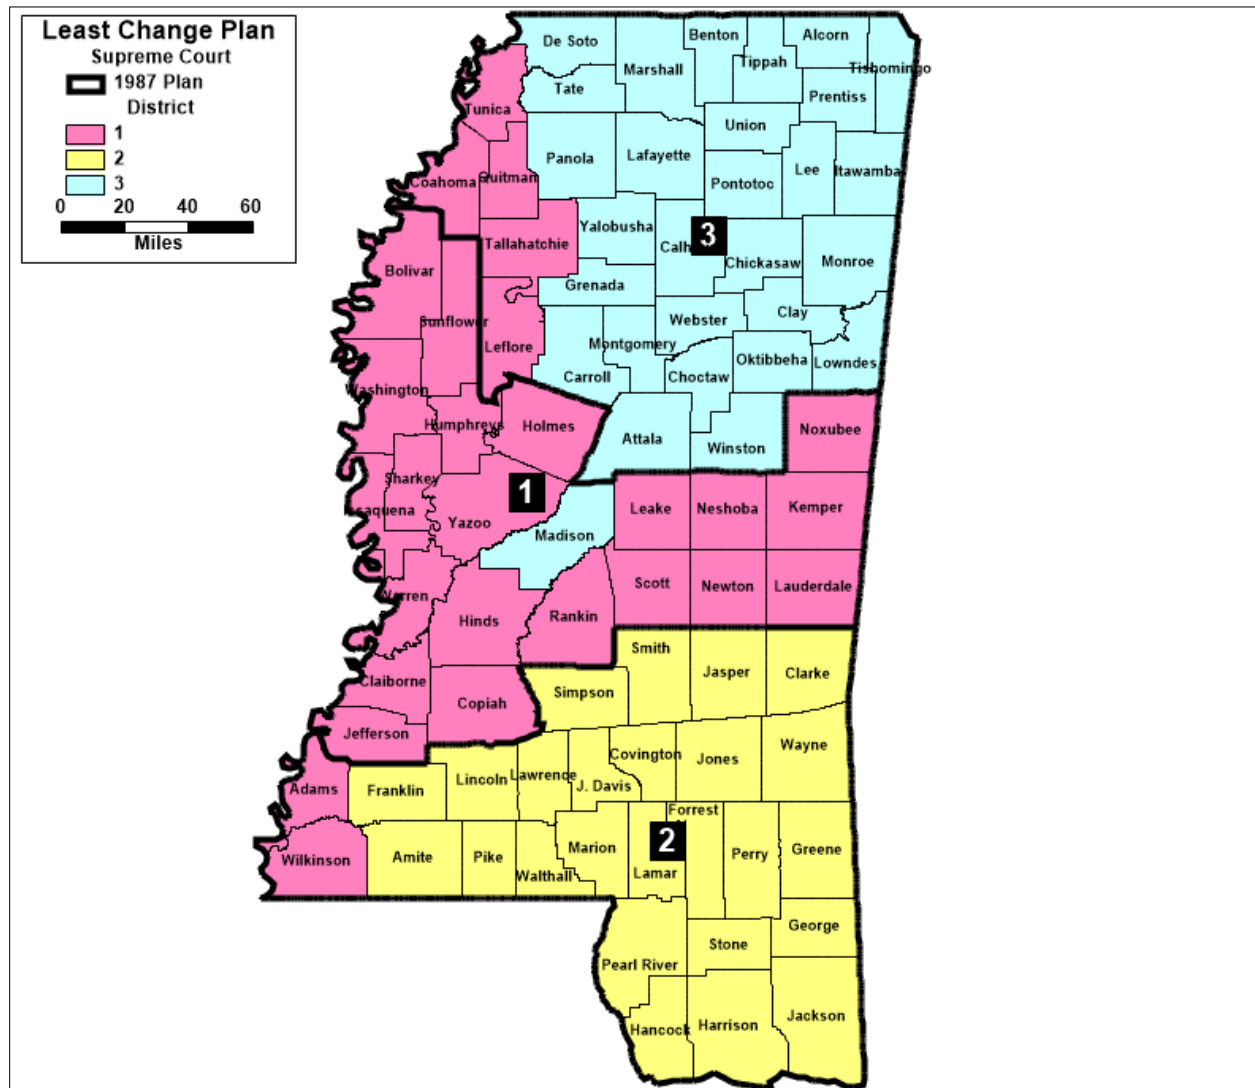 Least Change Plan
Supreme Court
1987 Plan
District
1
2
3
0 20 40 60
Miles
De Soto
Benton
Alcorn
Marshall
Tippah
Tishomingo
Tate
Prentiss
Tunica
Union
Panola
Lafayette
Lee
Itawamba
Coahoma
Quitman
Pontotoc
Yalobusha
Tallahatchie
Calh
3
Chickasaw
Monroe
Bolivar
Grenada
Clay
Sunflower
Webster
Leflore
Montgomery
Oktibbeha
Lowndes
Carroll
Choctaw
Washington
Humphreys
Holmes
Attala
Winston
Noxubee
Sharkey
1
Issaquena
Yazoo
Leake
Neshoba
Kemper
Madison
Warren
Scott
Newton
Lauderdale
Hinds
Rankin
Smith
Jasper
Clarke
Claiborne
Simpson
Copiah
Jefferson
Wayne
Covington
Jones
Adams
Franklin
Lincoln
Lawrence
J. Davis
Forrest
2
Wilkinson
Amite
Pike
Walthall
Marion
Lamar
Perry
Greene
George
Stone
Pearl River
Hancock
Harrison
Jackson